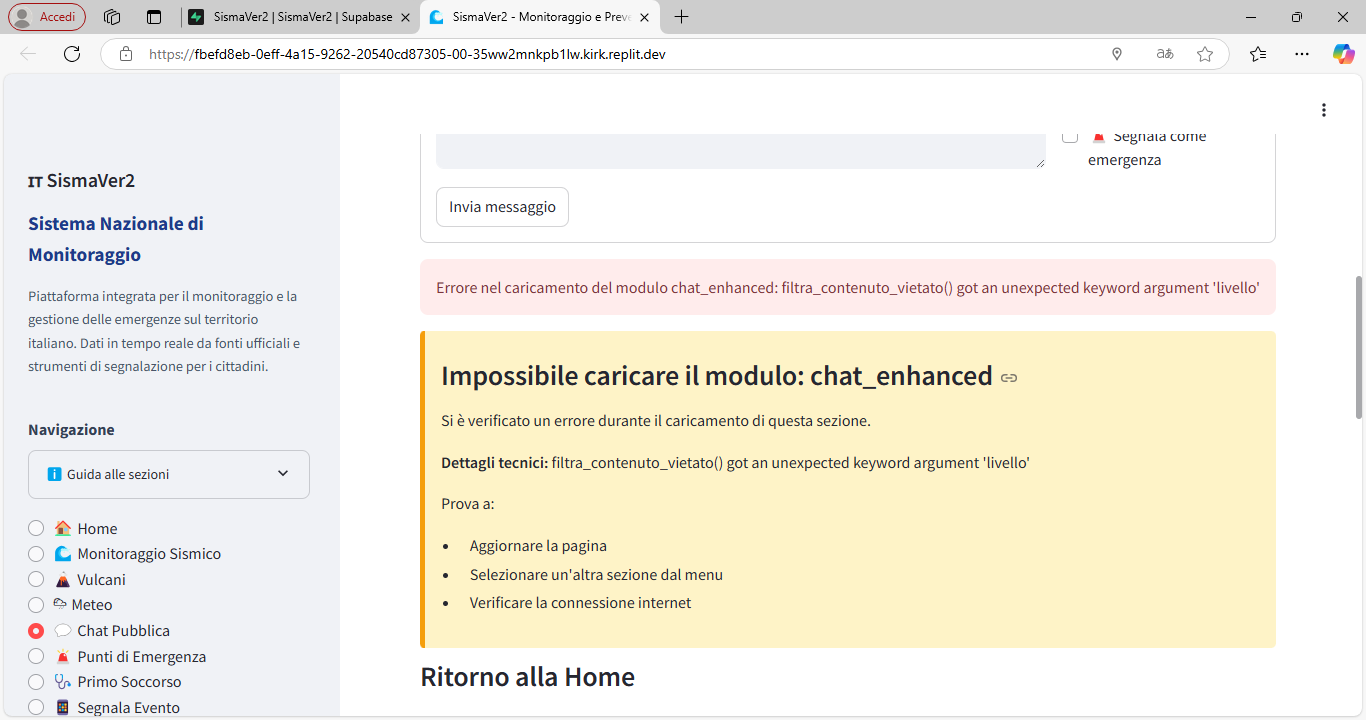 Accedi
SismaVer2 | SismaVer2 | Supabase
SismaVer2 - Monitoraggio e Preve
https://fbefd8eb-0eff-4a15-9262-20540cd87305-00-35ww2mnkpb1lw.kirk.replit.dev
IT SismaVer2
Sistema Nazionale di
Monitoraggio
Piattaforma integrata per il monitoraggio e la
gestione delle emergenze sul territorio
italiano. Dati in tempo reale da fonti ufficiali e
strumenti di segnalazione per i cittadini.
Navigazione
Guida alle sezioni
Home
Monitoraggio Sismico
Vulcani
Meteo
Chat Pubblica
Punti di Emergenza
Primo Soccorso
Segnala Evento
Segnala come
emergenza
Invia messaggio
Errore nel caricamento del modulo chat_enhanced: filtra_contenuto_vietato() got an unexpected keyword argument 'livello'
Impossibile caricare il modulo: chat_enhanced
Si è verificato un errore durante il caricamento di questa sezione.
Dettagli tecnici: filtra_contenuto_vietato() got an unexpected keyword argument 'livello'
Prova a:
• Aggiornare la pagina
• Selezionare un'altra sezione dal menu
• Verificare la connessione internet
Ritorno alla Home